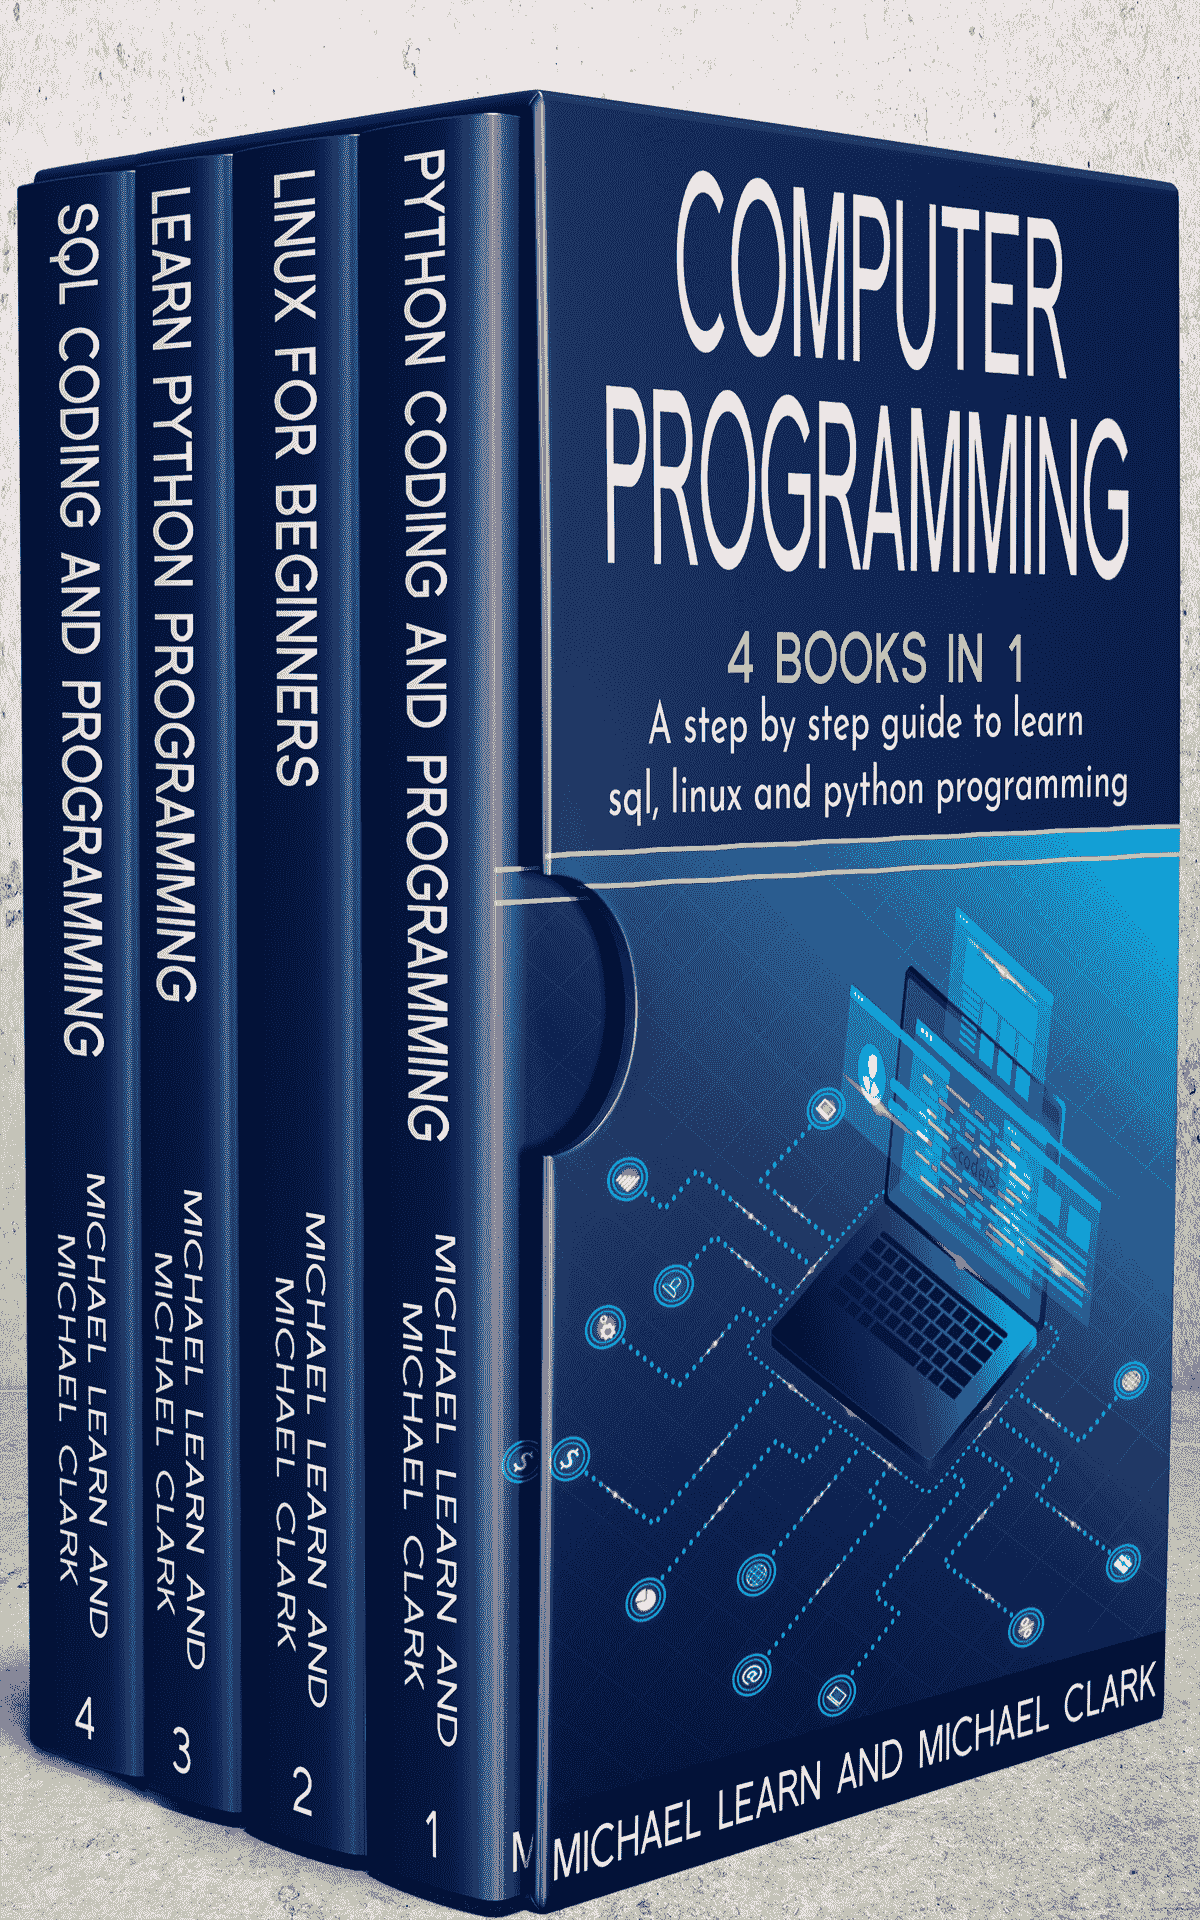 SQL CODING AND PROGRAMMING
MICHAEL LEARN AND
MICHAEL CLARK
4
LEARN PYTHON PROGRAMMING
MICHAEL LEARN AND
MICHAEL CLARK
3
LINUX FOR BEGINNERS
MICHAEL LEARN AND
MICHAEL CLARK
2
PYTHON CODING AND PROGRAMMING
MICHAEL LEARN AND
MICHAEL CLARK
1
M
COMPUTER
PROGRAMMING
4 BOOKS IN 1
A step by step guide to learn
sql, linux and python programming
<coders>
$
$
@
%
MICHAEL LEARN AND MICHAEL CLARK